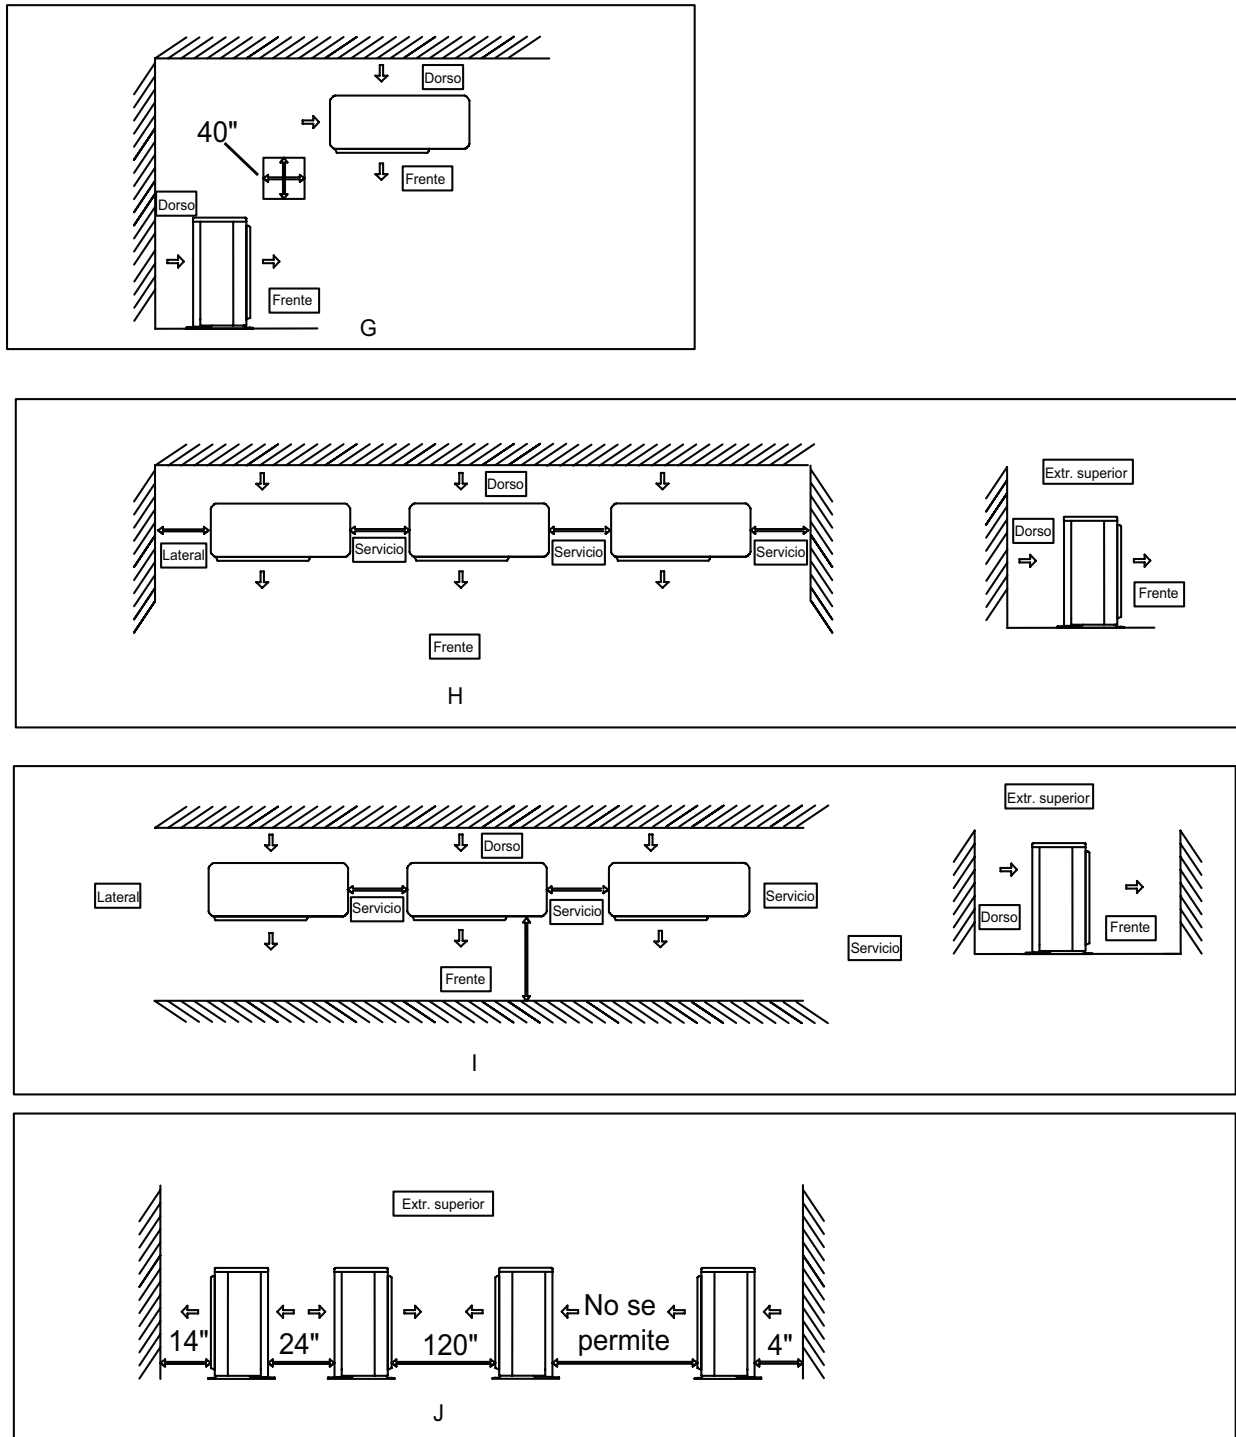 Dorso
40"
Frente
Dorso
Frente
G
Dorso
Lateral
Servicio
Servicio
Servicio
Frente
H
Extr. superior
Dorso
Frente
Dorso
Lateral
Servicio
Servicio
Servicio
Servicio
Frente
I
Extr. superior
Dorso
Frente
Extr. superior
14"
24"
120"
No se
permite
4"
J